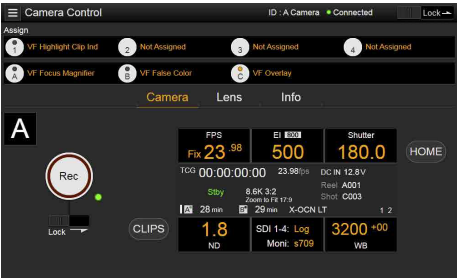 Camera Control ID : A Camera Connected Lock
Assign
1 VF Highlight Clip Ind 2 Not Assigned 3 Not Assigned 4 Not Assigned
A VF Focus Magnifier B VF False Color C VF Overlay
Camera Lens Info
A
FPS EI 800 Shutter
Fix 23.98 500 180.0
HOME
Rec
TCG 00:00:00:00 23.98fps DC IN 12.8V
Stby 8.6K 3:2 Reel A001
Zoom to Fit 17:9 Shot C003
A 28 min B 29 min X-OCN LT 1 2
Lock
CLIPS
1.8 SDI 1-4: Log 3200 +00
ND Moni: s709 WB